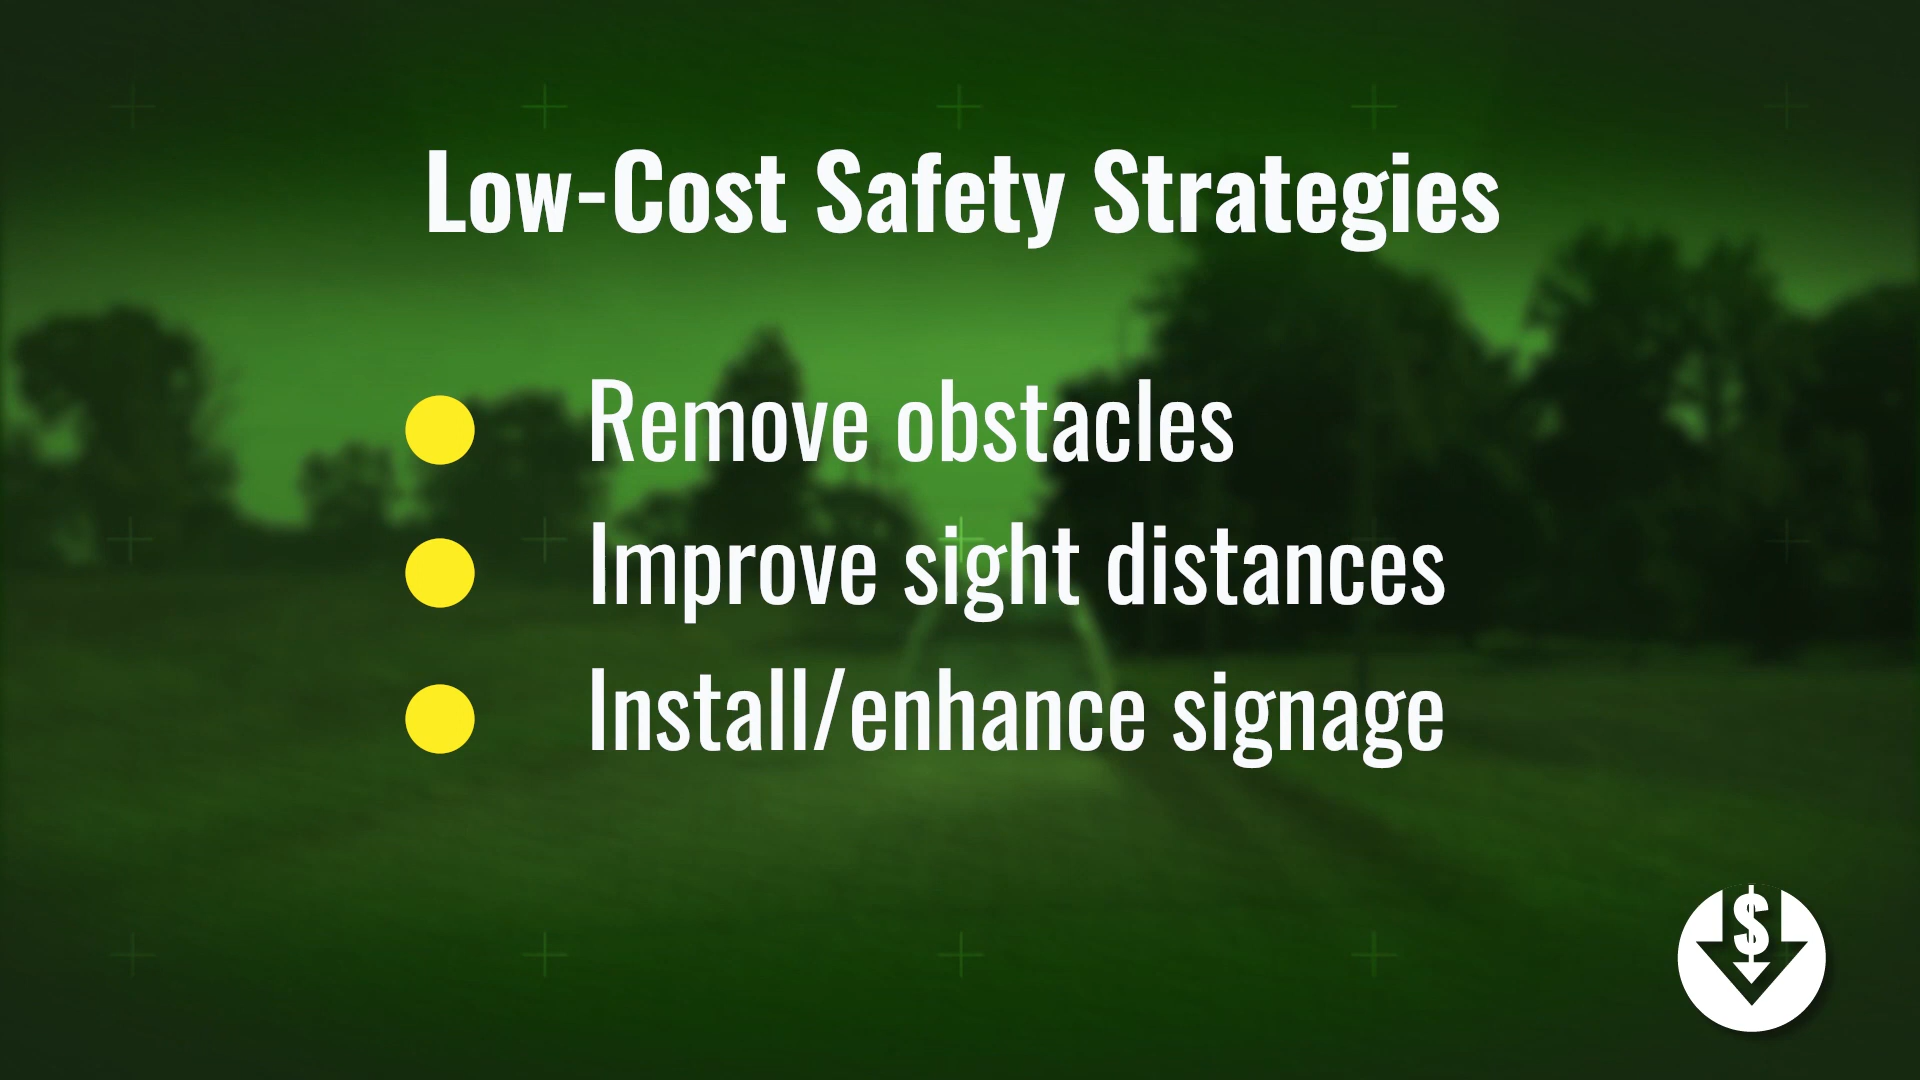 Low-Cost Safety Strategies
Remove obstacles
Improve sight distances
Install/enhance signage
$